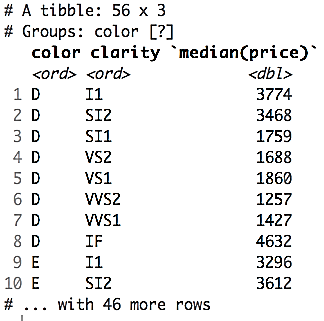 # A tibble: 56 x 3
# Groups: color [?]
color clarity `median(price)`
<ord> <ord> <dbl>
1 D I1 3774
2 D SI2 3468
3 D SI1 1759
4 D VS2 1688
5 D VS1 1860
6 D VVS2 1257
7 D VVS1 1427
8 D IF 4632
9 E I1 3296
10 E SI2 3612
# ... with 46 more rows